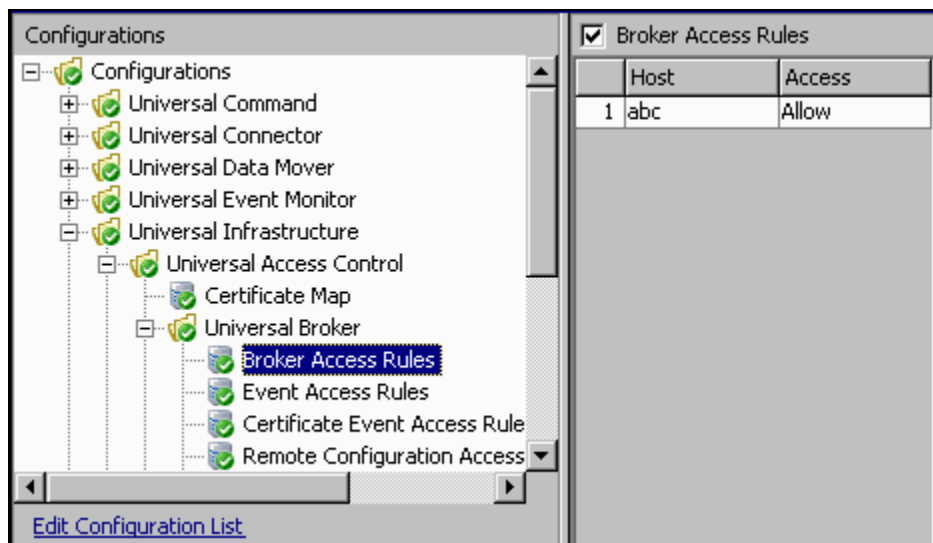 Configurations
Configurations
Universal Command
Universal Connector
Universal Data Mover
Universal Event Monitor
Universal Infrastructure
Universal Access Control
Certificate Map
Universal Broker
Broker Access Rules
Event Access Rules
Certificate Event Access Rule
Remote Configuration Access
Edit Configuration List
Broker Access Rules
Host Access
1 abc Allow